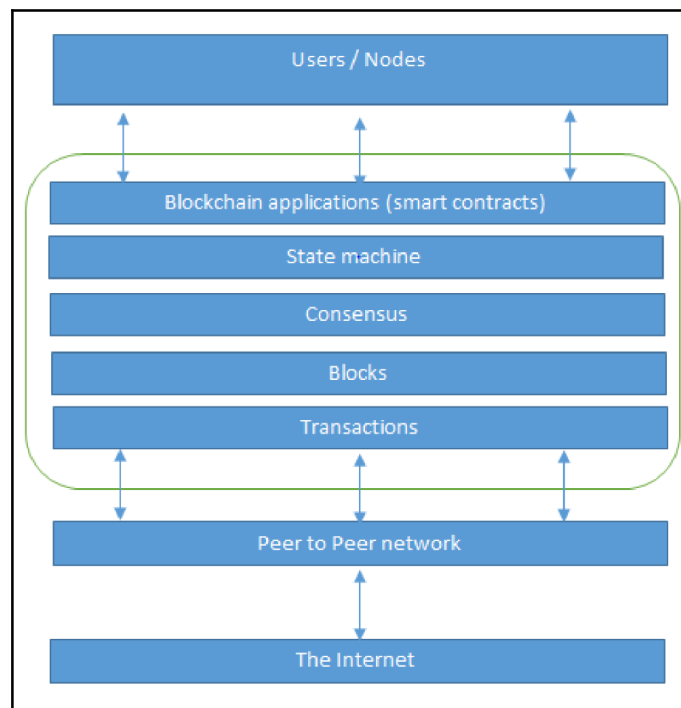 Users / Nodes
Blockchain applications (smart contracts)
State machine
Consensus
Blocks
Transactions
Peer to Peer network
The Internet